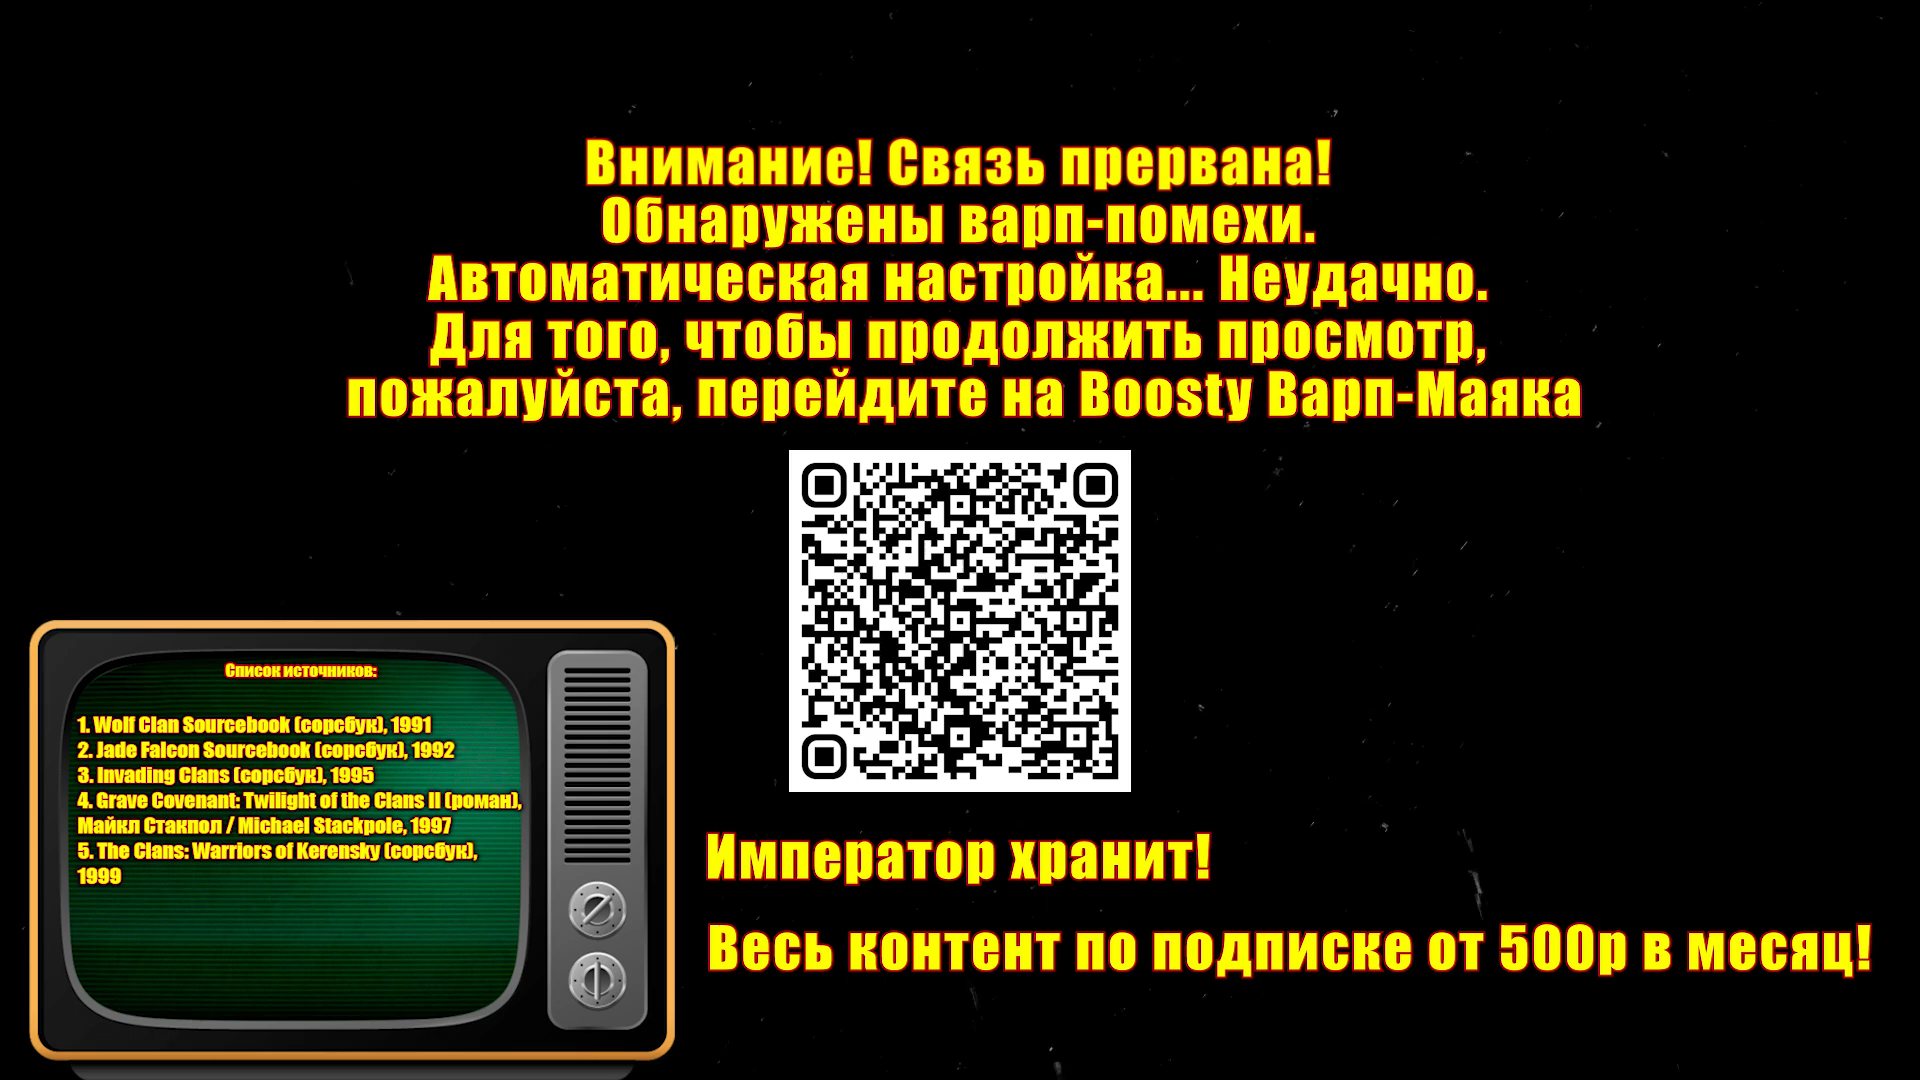 Внимание! Связь прервана!
Обнаружены варп-помехи.
Автоматическая настройка... Неудачно.
Для того, чтобы продолжить просмотр,
пожалуйста, перейдите на Boosty Варп-Маяка
Список источников:
1. Wolf Clan Sourcebook (сорсбук), 1991
2. Jade Falcon Sourcebook (сорсбук), 1992
3. Invading Clans (сорсбук), 1995
4. Grave Covenant: Twilight of the Clans II (роман),
Майкл Стакпол / Michael Stackpole, 1997
5. The Clans: Warriors of Kerensky (сорсбук),
1999
Император хранит!
Весь контент по подписке от 500р в месяц!